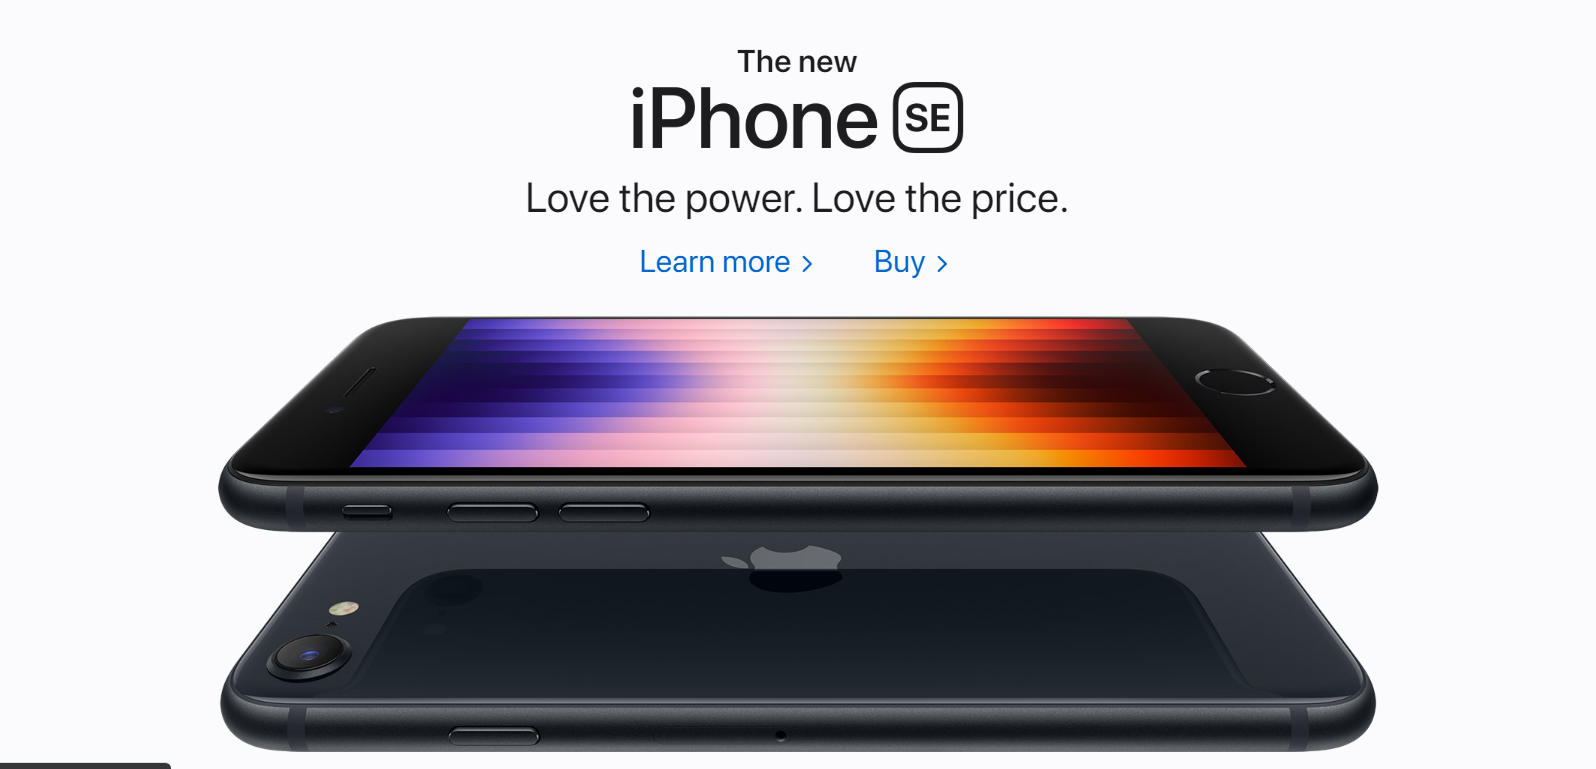 The new
iPhone SE
Love the power. Love the price.
Learn more > Buy >